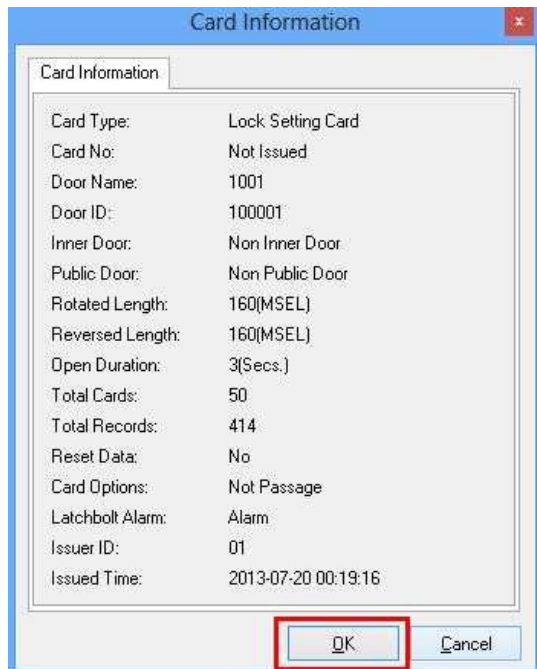 Card Information
x
Card Information
Card Type: Lock Setting Card
Card No: Not Issued
Door Name: 1001
Door ID: 100001
Inner Door: Non Inner Door
Public Door: Non Public Door
Rotated Length: 160(MSEL)
Reversed Length: 160(MSEL)
Open Duration: 3(Secs.)
Total Cards: 50
Total Records: 414
Reset Data: No
Card Options: Not Passage
Latchbolt Alarm: Alarm
Issuer ID: 01
Issued Time: 2013-07-20 00:19:16
OK Cancel